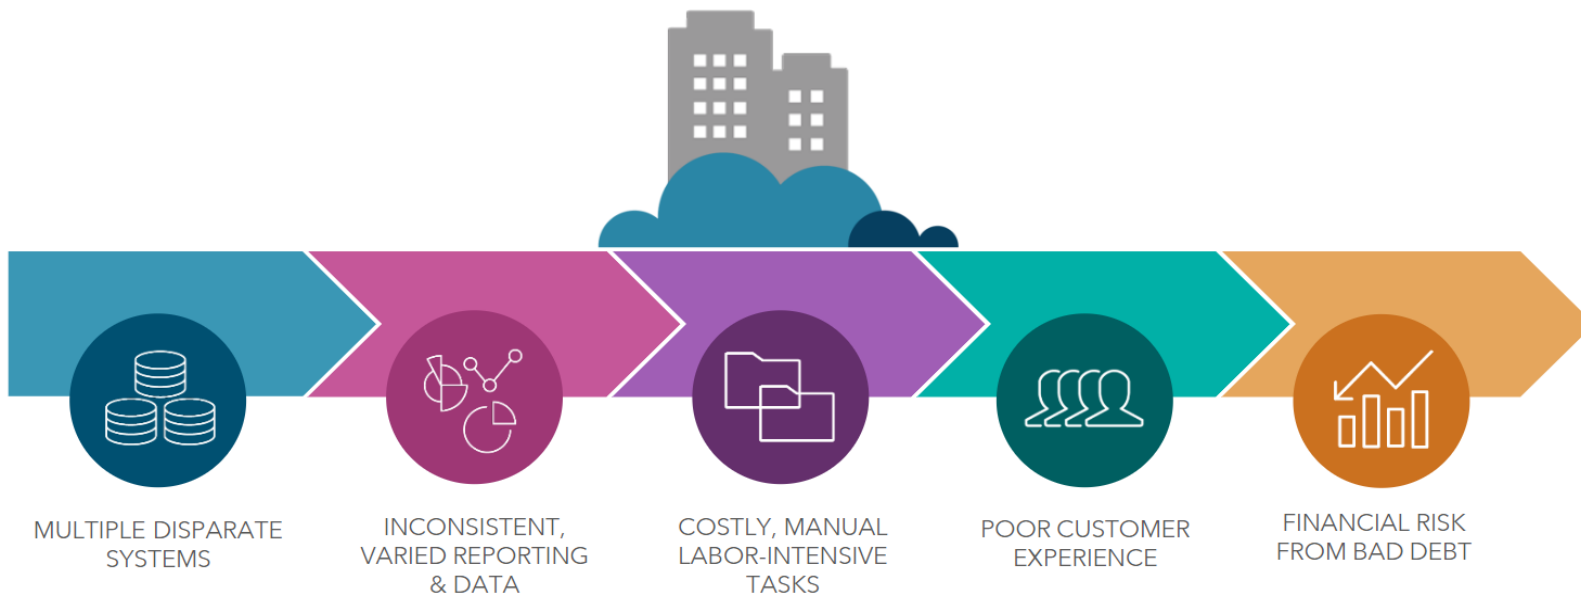 MULTIPLE DISPARATE
SYSTEMS
INCONSISTENT,
VARIED REPORTING
& DATA
COSTLY, MANUAL
LABOR-INTENSIVE
TASKS
POOR CUSTOMER
EXPERIENCE
FINANCIAL RISK
FROM BAD DEBT